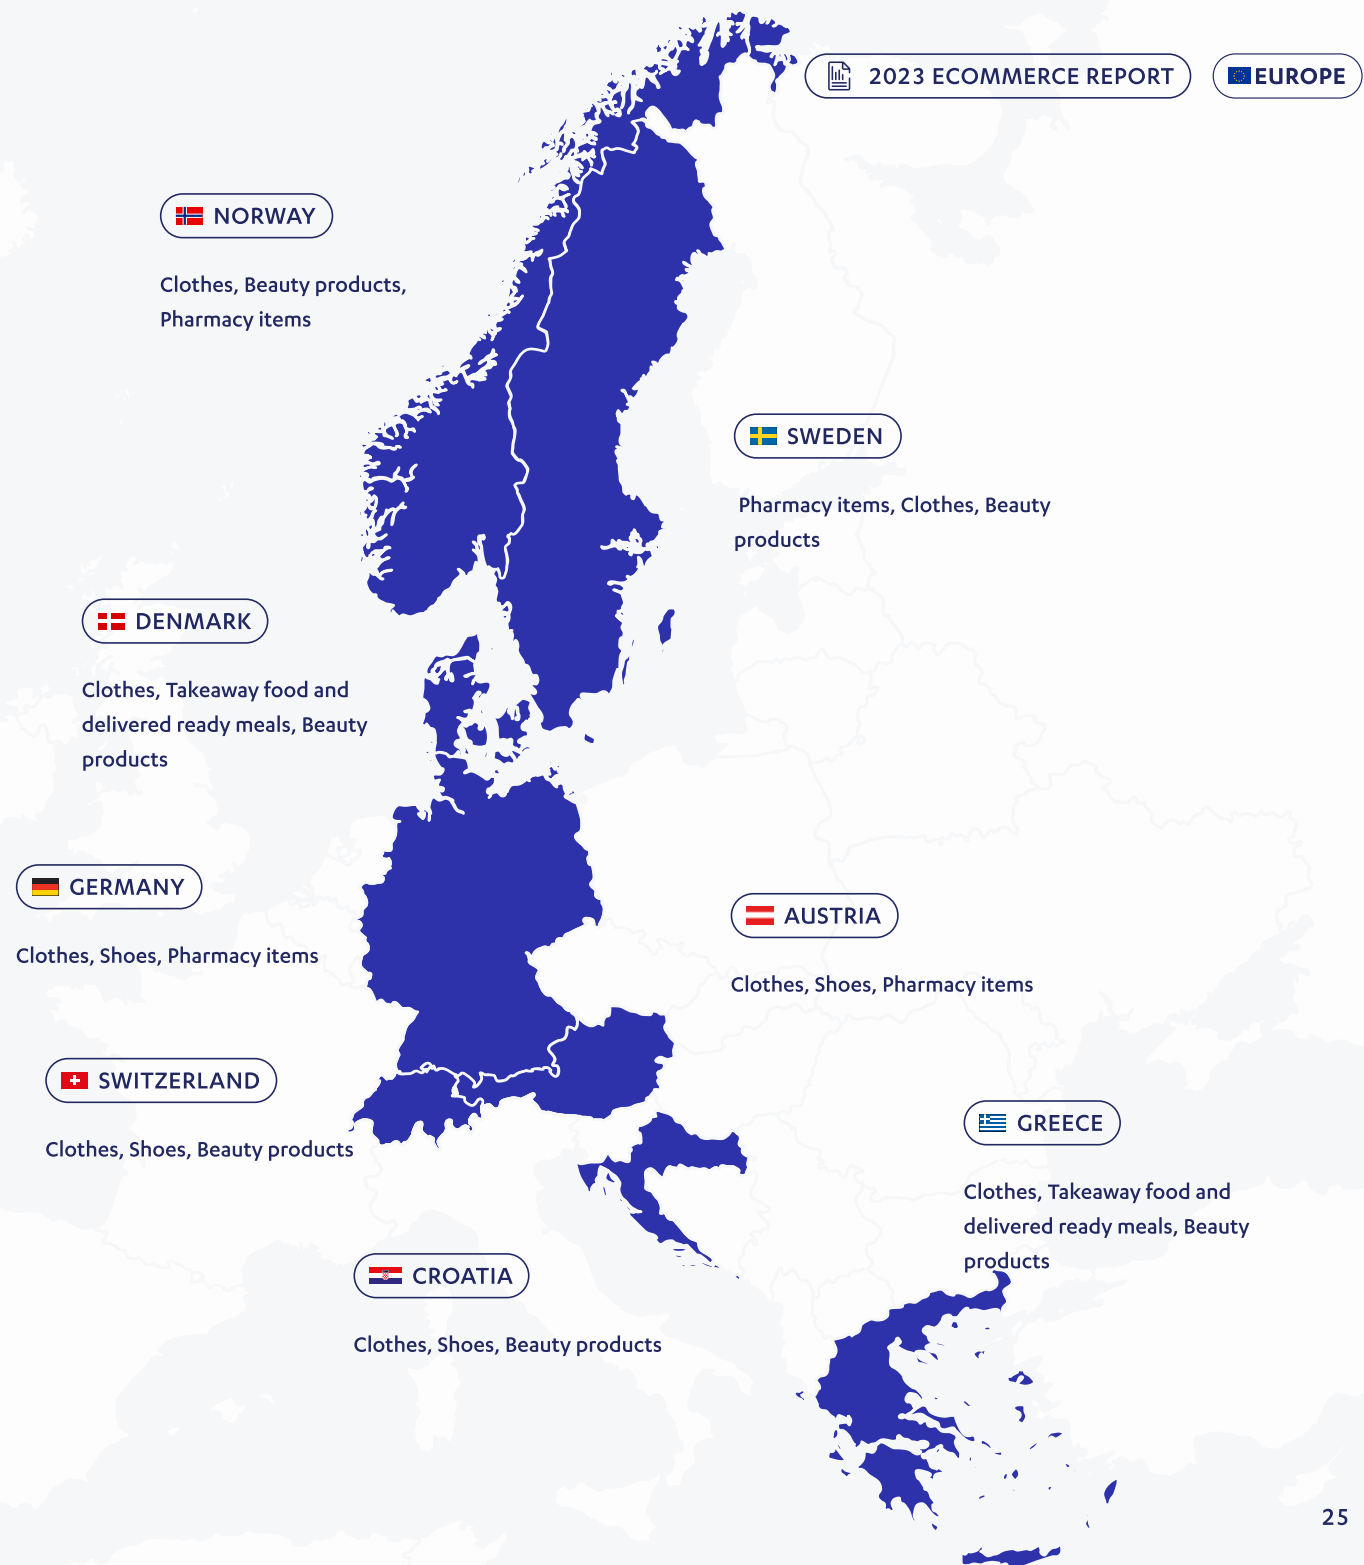 2023 ECOMMERCE REPORT
EUROPE
NORWAY
Clothes, Beauty products,
Pharmacy items
SWEDEN
Pharmacy items, Clothes, Beauty
products
DENMARK
Clothes, Takeaway food and
delivered ready meals, Beauty
products
GERMANY
Clothes, Shoes, Pharmacy items
AUSTRIA
Clothes, Shoes, Pharmacy items
SWITZERLAND
Clothes, Shoes, Beauty products
GREECE
Clothes, Takeaway food and
delivered ready meals, Beauty
products
CROATIA
Clothes, Shoes, Beauty products
25